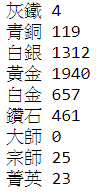 灰鐵 4
青銅 119
白銀 1312
黃金 1940
白金 657
鑽石 461
大師 0
宗師 25
菁英 23